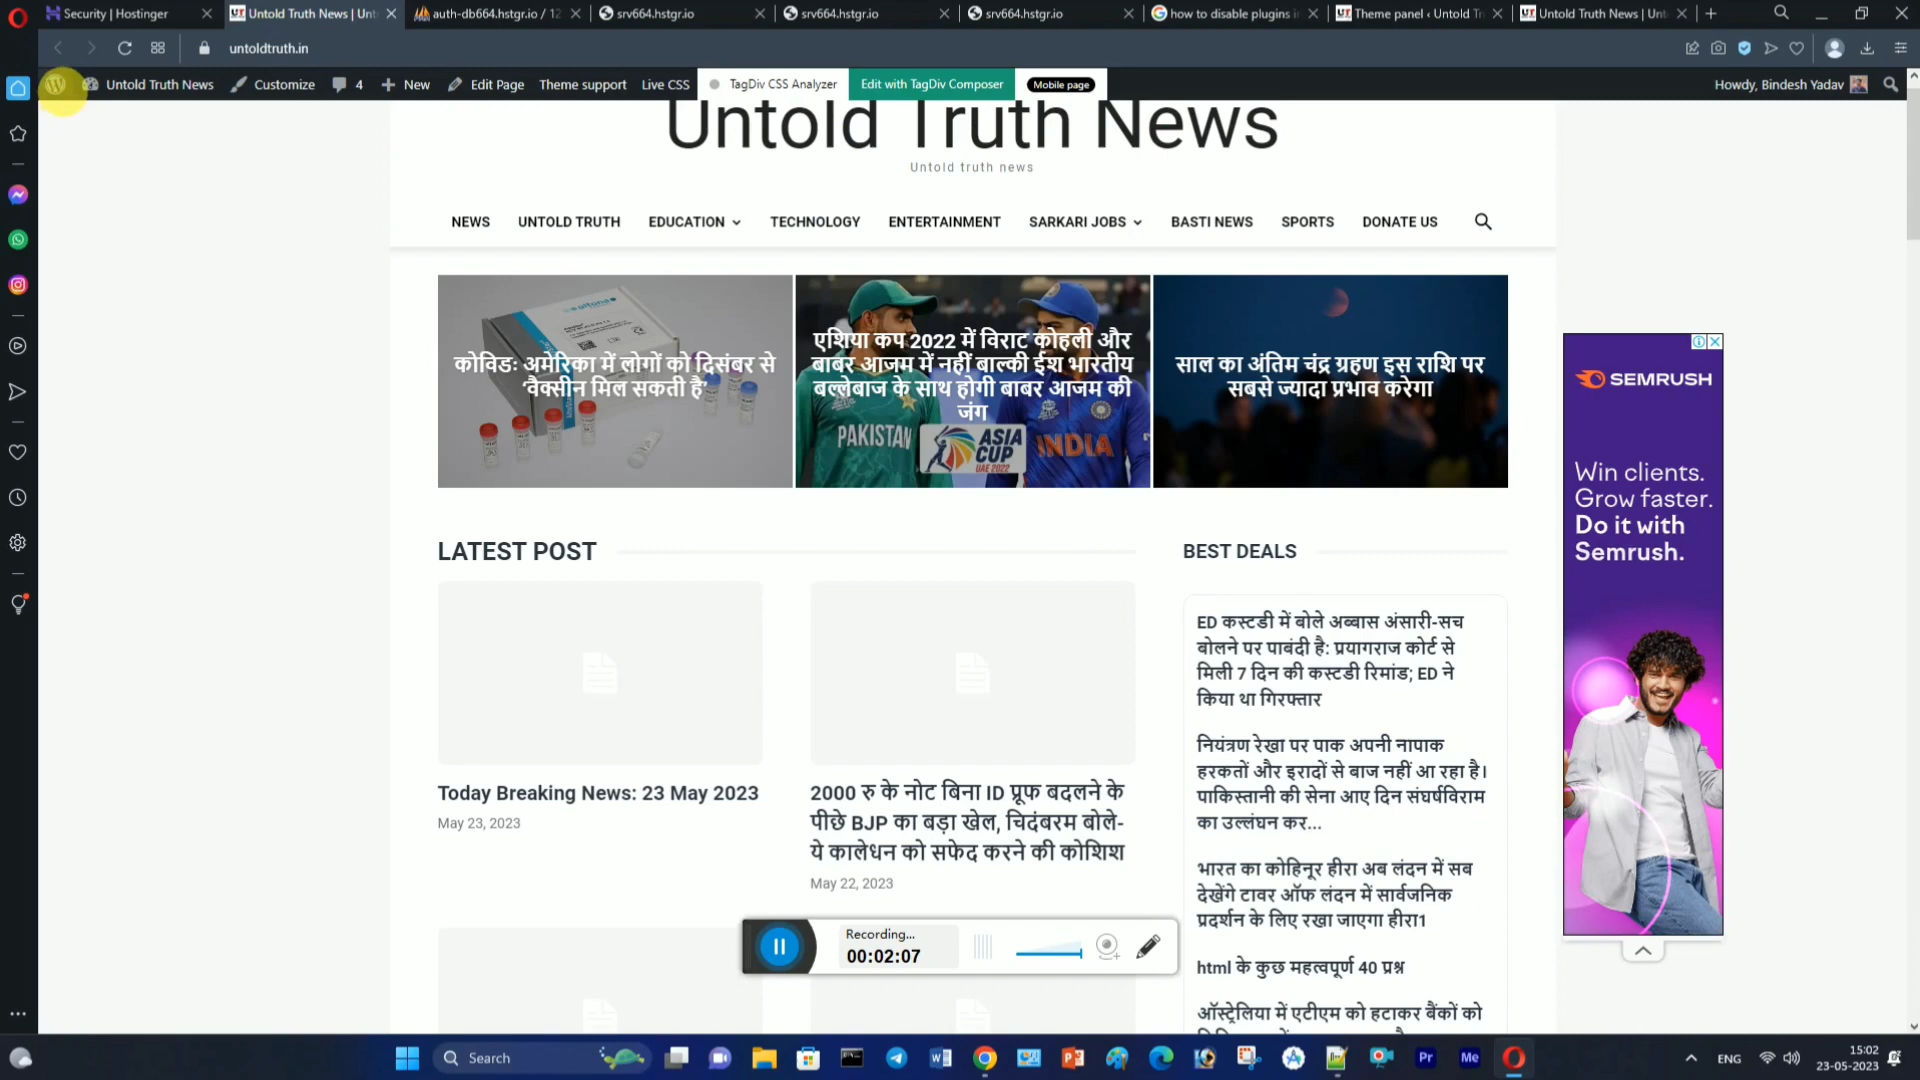 Security | Hostinger
Untold Truth News | Unt
auth-db664.hstgr.io / 12
srv664.hstgr.io
srv664.hstgr.io
srv664.hstgr.io
how to disable plugins i
Theme panel ‹ Untold Tr
Untold Truth News | Unt
untoldtruth.in
Untold Truth News
Customize
4
New
Edit Page
Theme support
Live CSS
TagDiv CSS Analyzer
Edit with TagDiv Composer
Mobile page
Howdy, Bindesh Yadav
Untold Truth News
Untold truth news
NEWS
UNTOLD TRUTH
EDUCATION
TECHNOLOGY
ENTERTAINMENT
SARKARI JOBS
BASTI NEWS
SPORTS
DONATE US
कोविडः अमेरिका में लोगों को दिसंबर से
‘वैक्सीन मिल सकती है’
एशिया कप 2022 में विराट कोहली और
बाबर आजम में नहीं बाल्की ईश भारतीय
बल्लेबाज के साथ होगी बाबर आजम की
जंग
PAKISTAN
ASIA
CUP
UAE 2022
INDIA
साल का अंतिम चंद्र ग्रहण इस राशि पर
सबसे ज्यादा प्रभाव करेगा
SEMRUSH
Win clients.
Grow faster.
Do it with
Semrush.
LATEST POST
Today Breaking News: 23 May 2023
May 23, 2023
2000 रु के नोट बिना ID प्रूफ बदलने के
पीछे BJP का बड़ा खेल, चिदंबरम बोले-
ये कालेधन को सफेद करने की कोशिश
May 22, 2023
BEST DEALS
ED कस्टडी में बोले अब्बास अंसारी-सच
बोलने पर पाबंदी है: प्रयागराज कोर्ट से
मिली 7 दिन की कस्टडी रिमांड; ED ने
किया था गिरफ्तार
नियंत्रण रेखा पर पाक अपनी नापाक
हरकतों और इरादों से बाज नहीं आ रहा है।
पाकिस्तानी की सेना आए दिन संघर्षविराम
का उल्लंघन कर...
भारत का कोहिनूर हीरा अब लंदन में सब
देखेंगे टावर ऑफ लंदन में सार्वजनिक
प्रदर्शन के लिए रखा जाएगा हीरा1
html के कुछ महत्वपूर्ण 40 प्रश्न
ऑस्ट्रेलिया में एटीएम को हटाकर बैंकों को
Recording...
00:02:07
Search
Pr
Me
ENG
15:02
23-05-2023